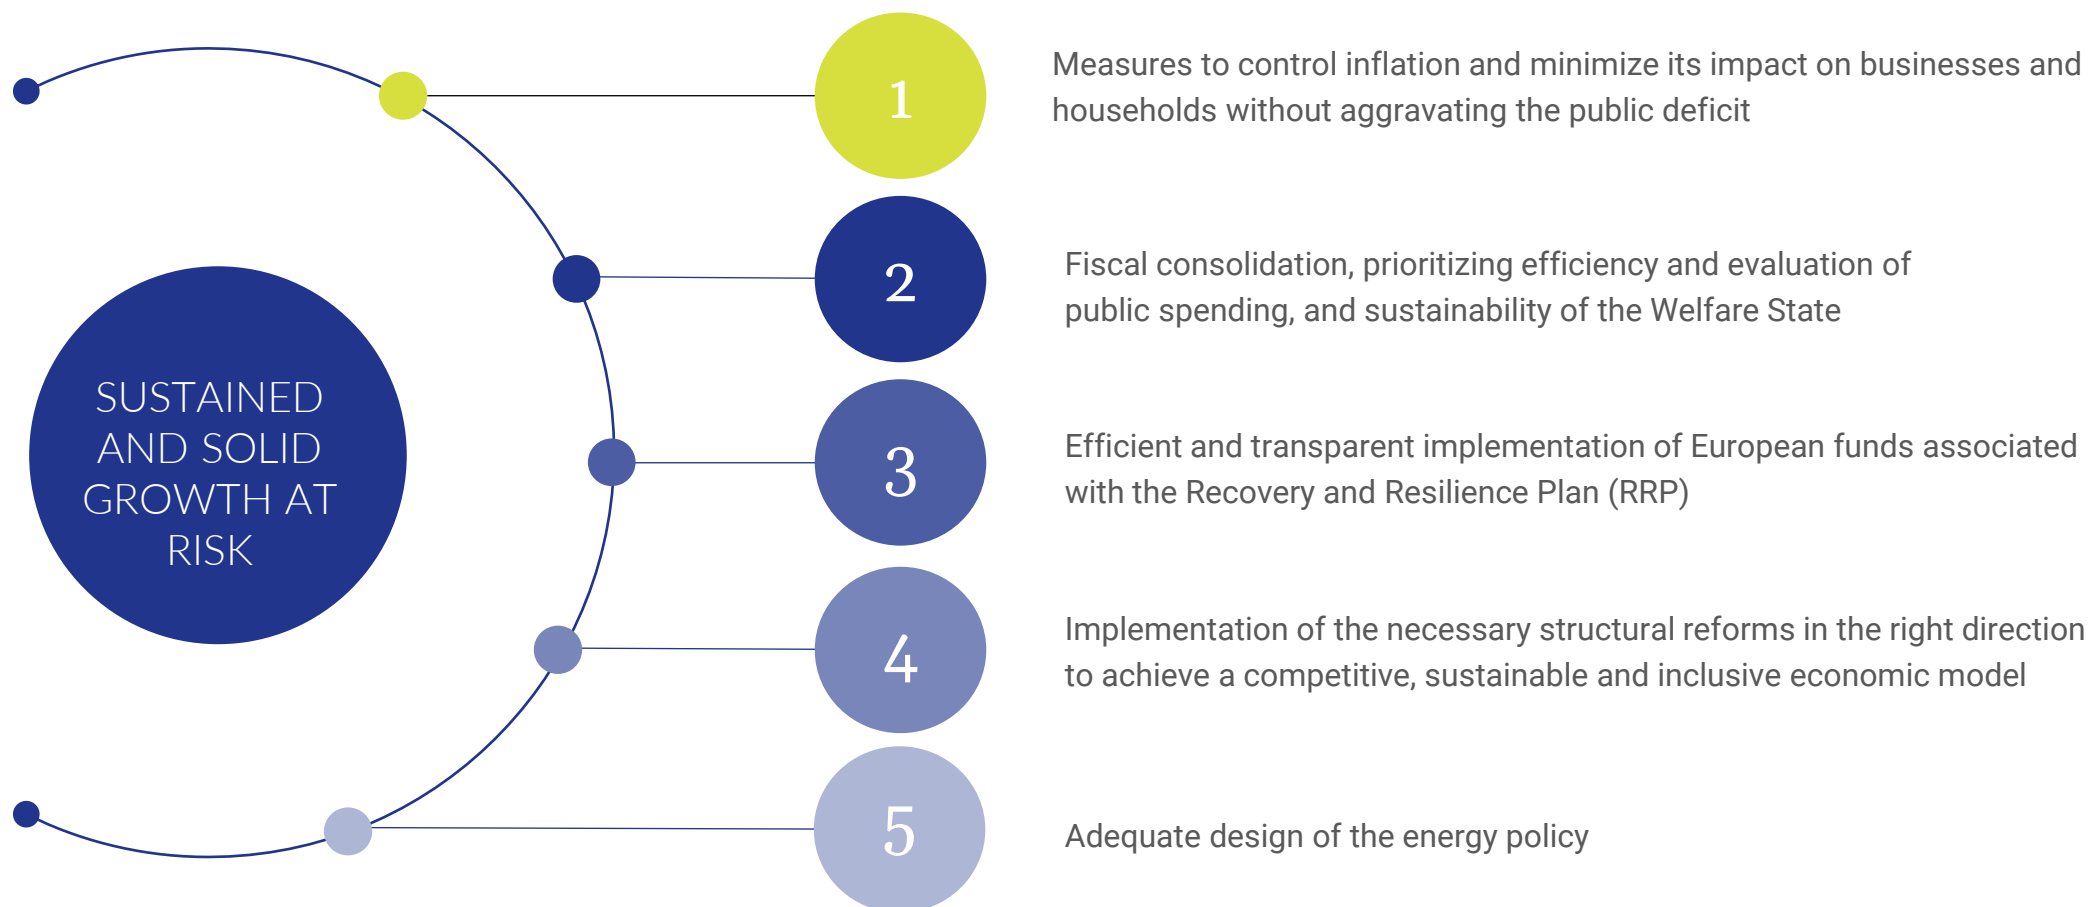 SUSTAINED
AND SOLID
GROWTH AT
RISK
1
Measures to control inflation and minimize its impact on businesses and
households without aggravating the public deficit
2
Fiscal consolidation, prioritizing efficiency and evaluation of
public spending, and sustainability of the Welfare State
3
Efficient and transparent implementation of European funds associated
with the Recovery and Resilience Plan (RRP)
4
Implementation of the necessary structural reforms in the right direction
to achieve a competitive, sustainable and inclusive economic model
5
Adequate design of the energy policy